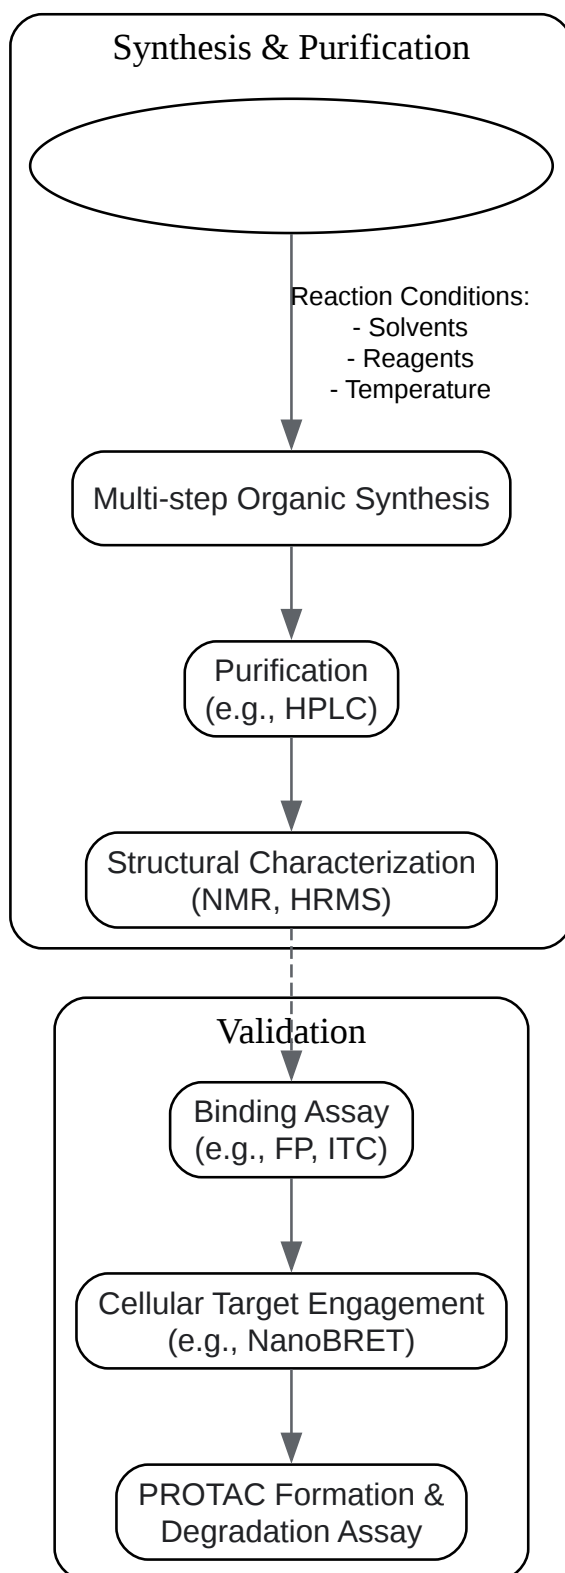 Synthesis & Purification
Reaction Conditions:
- Solvents
- Reagents
- Temperature
Multi-step Organic Synthesis
Purification
(e.g., HPLC)
Structural Characterization
(NMR, HRMS)
Validation
Binding Assay
(e.g., FP, ITC)
Cellular Target Engagement
(e.g., NanoBRET)
PROTAC Formation &
Degradation Assay